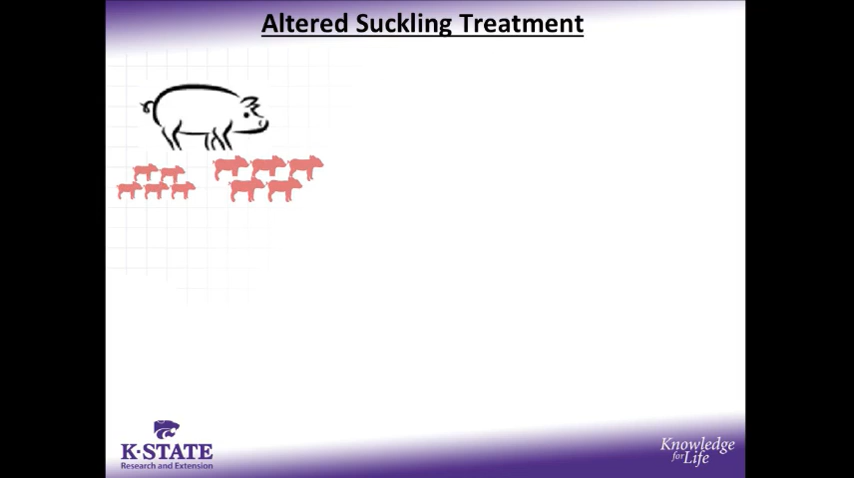 Altered Suckling Treatment
K-STATE
Research and Extension
Knowledge
for Life